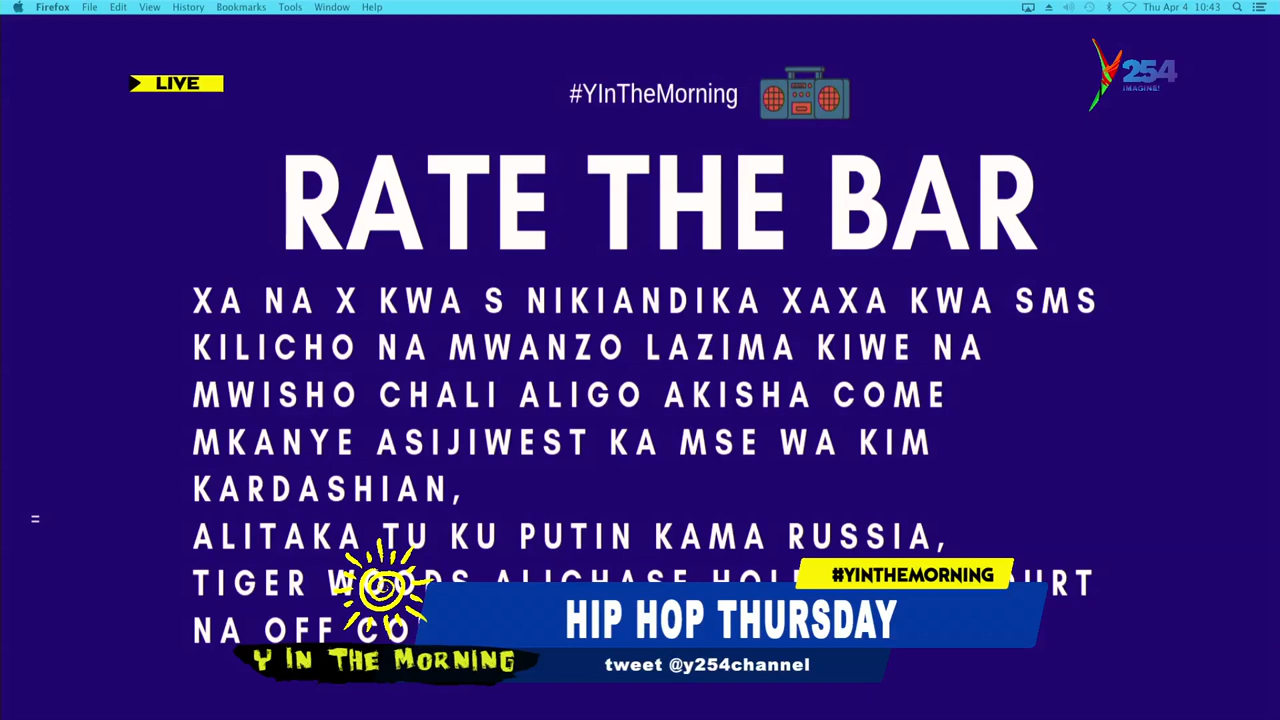 Firefox File Edit View History Bookmarks Tools Window Help Thu Apr 4 10:43
LIVE
#YInTheMorning
254
IMAGINE!
RATE THE BAR
XA NA X KWA S NIKIANDIKA XAXA KWA SMS
KILICHO NA MWANZO LAZIMA KIWE NA
MWISHO CHALI ALIGO AKISHA COME
MKANYE ASIJIWEST KA MSE WA KIM
KARDASHIAN,
ALITAKA TU KU PUTIN KAMA RUSSIA,
TIGER WOODS ALICHASE
NA OFF
#YINTHEMORNING
HIP HOP THURSDAY
Y IN THE MORNING
tweet @y254channel